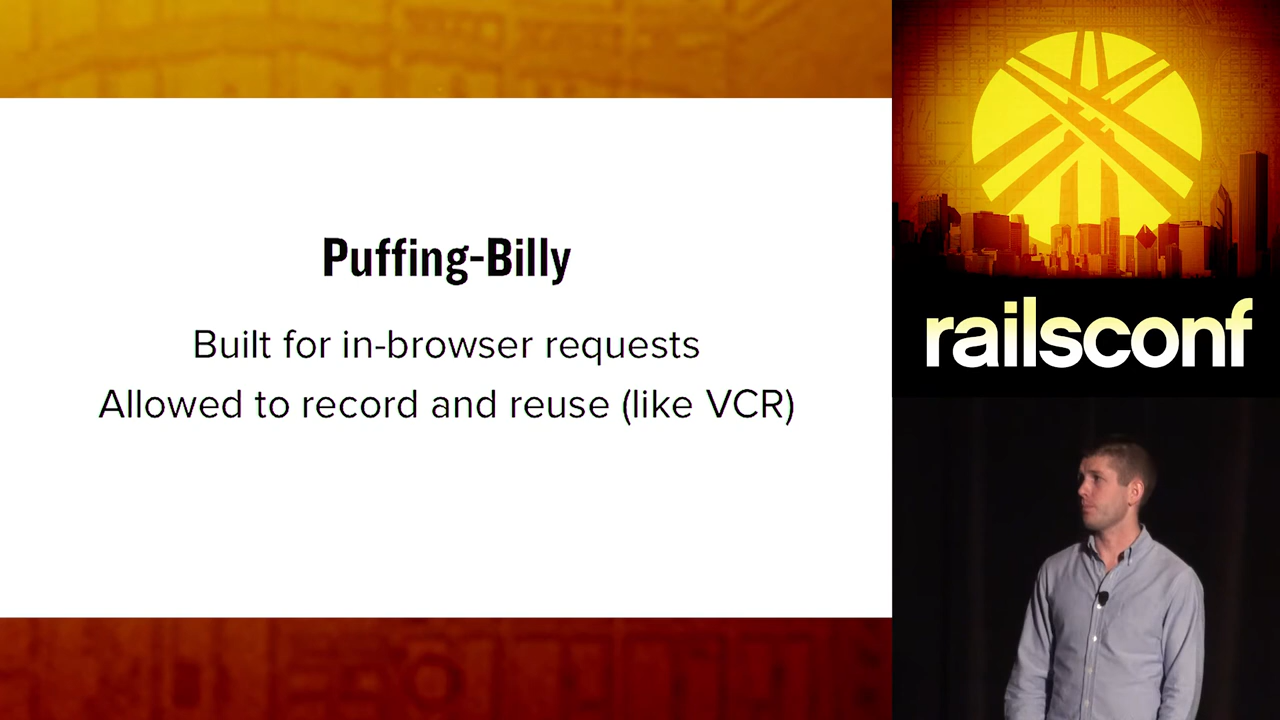 Puffing-Billy
Built for in-browser requests
Allowed to record and reuse (like VCR)
railsconf